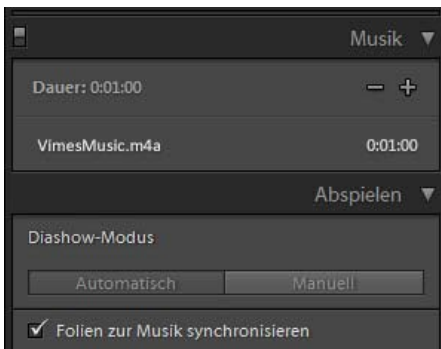 Musik
Dauer: 0:01:00
VimesMusic.m4a 0:01:00
Abspielen
Diashow-Modus
Automatisch Manuell
Folien zur Musik synchronisieren